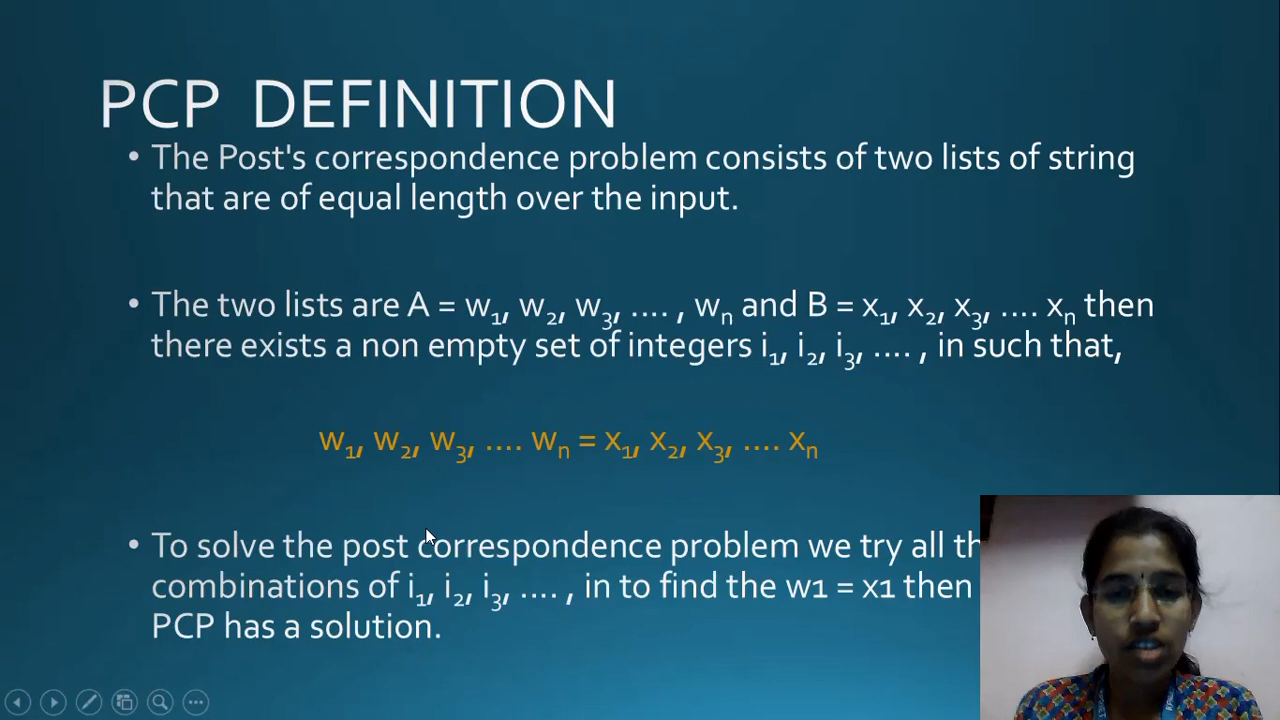 PCP DEFINITION
• The Post's correspondence problem consists of two lists of string
that are of equal length over the input.
• The two lists are A = w₁, w₂, w₃, .... , wₙ and B = x₁, x₂, x₃, .... xₙ then
there exists a non empty set of integers i₁, i₂, i₃, .... , in such that,
w₁, w₂, w₃, .... wₙ = x₁, x₂, x₃, .... xₙ
• To solve the post correspondence problem we try all
combinations of i₁, i₂, i₃, .... , in to find the w1 = x1 then
PCP has a solution.